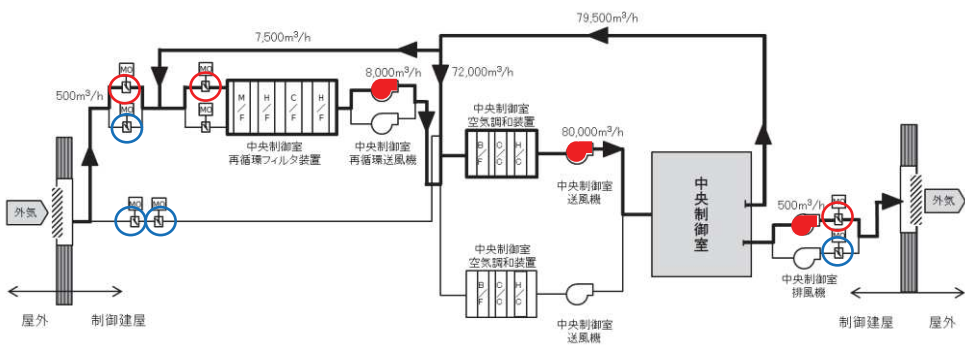 79,500m³/h
7,500m³/h
MO
MO
8,000m³/h
72,000m³/h
500m³/h
MO
MO
M/F
H/F
C/F
H/F
中央制御室
空気調和装置
80,000m³/h
B/F
C/C
H/C
中央制御室
再循環フィルタ装置
中央制御室
再循環送風機
中央制御室
送風機
中央制御室
外気
MO
MO
500m³/h
MO
MO
外気
中央制御室
空気調和装置
B/F
C/C
H/C
中央制御室
排風機
屋外
制御建屋
中央制御室
送風機
制御建屋
屋外